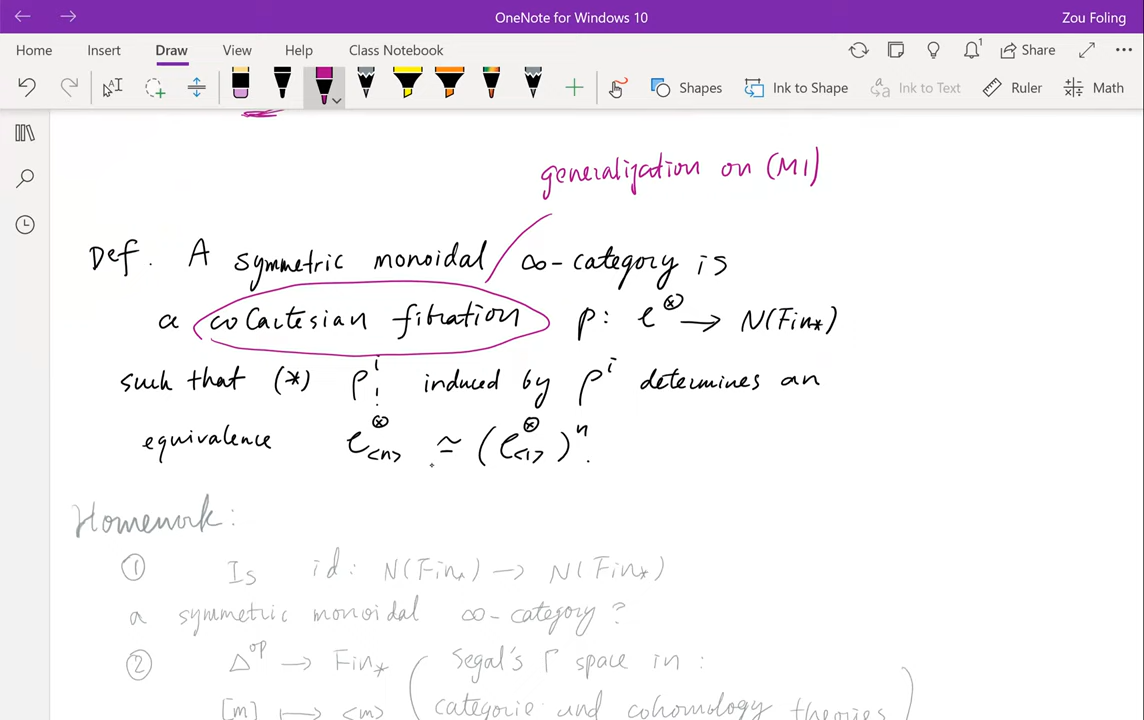 OneNote for Windows 10
Zou Foling
Home Insert Draw View Help Class Notebook
Share
Shapes Ink to Shape Ink to Text Ruler Math
generalization on (M1)
Def. A symmetric monoidal ∞-category is
a coCartesian fibration p: C^⊗ → N(Fin*)
such that (*) ρ^i_! induced by ρ^i determines an
equivalence C^⊗_<n> ≃ (C^⊗_<1>)^n.
Homework:
① Is id: N(Fin*) → N(Fin*)
a symmetric monoidal ∞-category?
② Δ^op → Fin* ( Segal's Γ space in:
[m] ⟼ <m> categorie and cohomology theories )